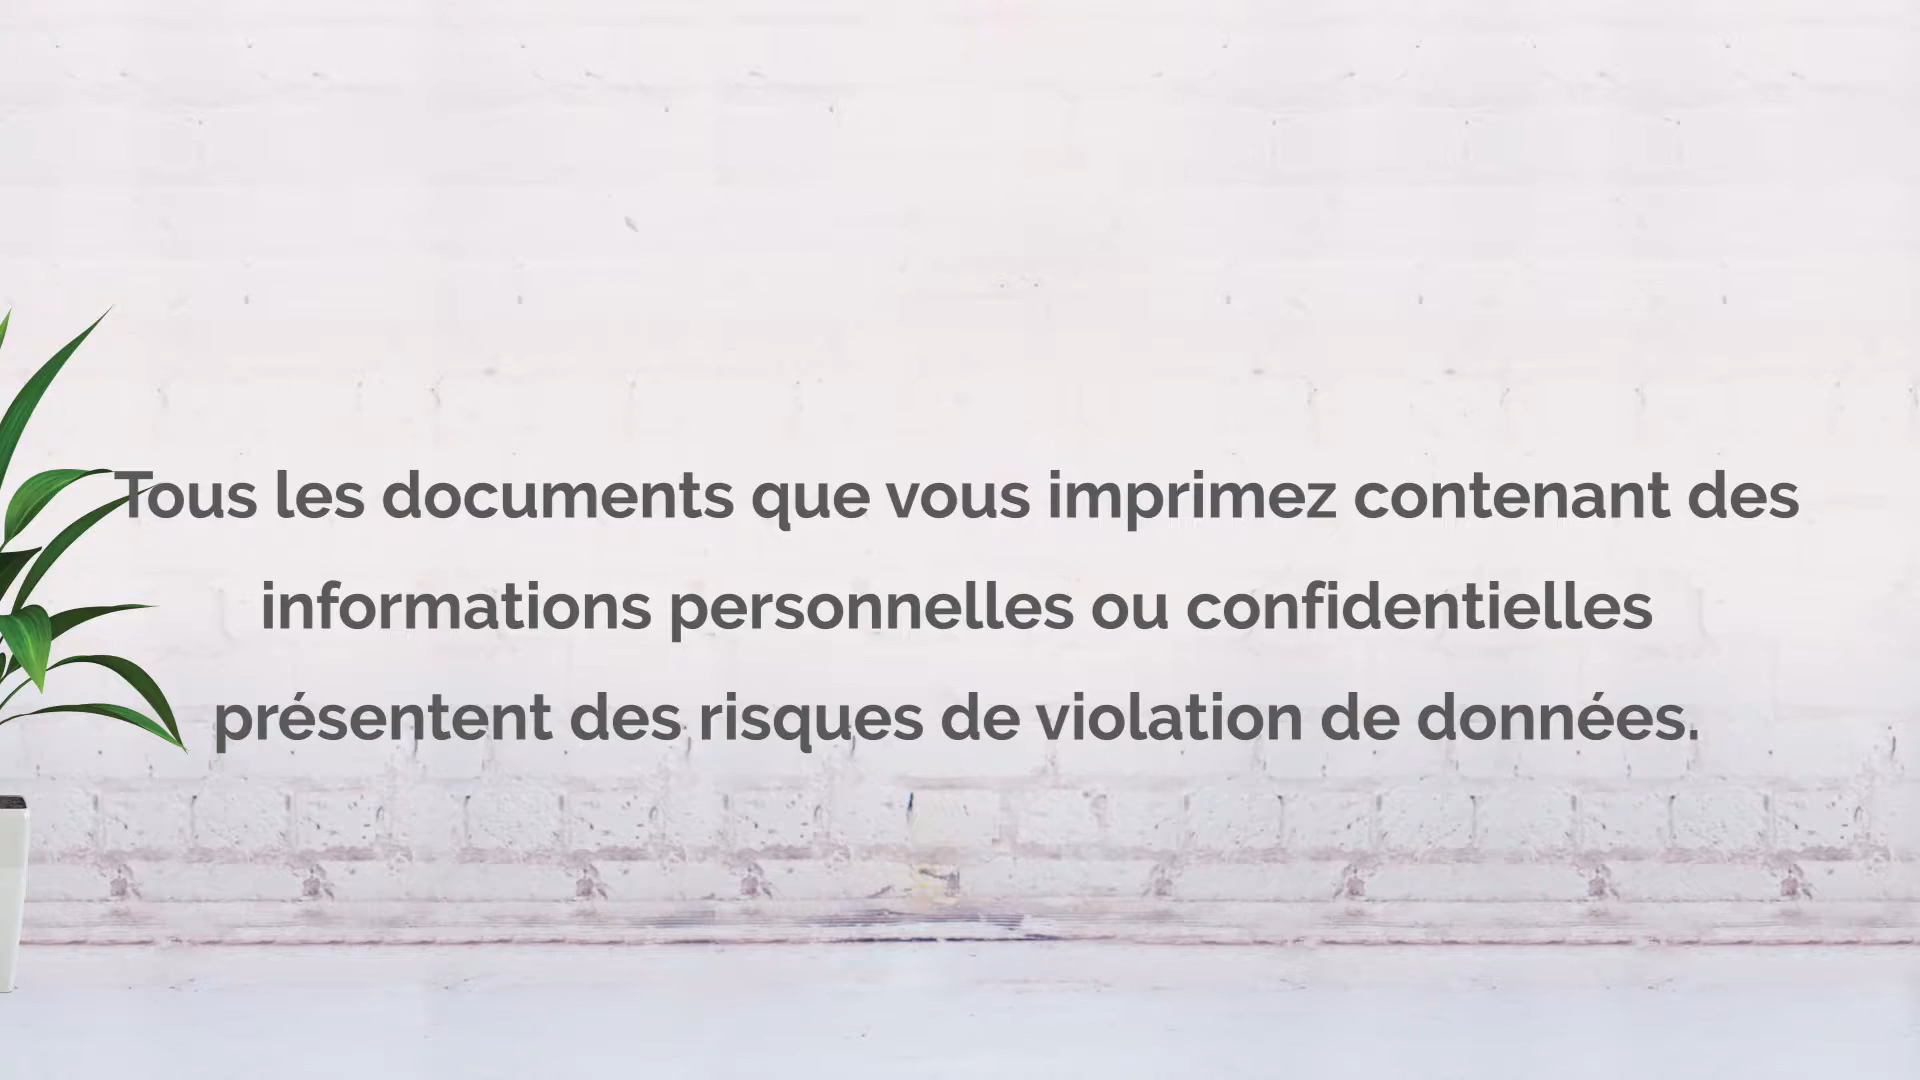 Tous les documents que vous imprimez contenant des
informations personnelles ou confidentielles
présentent des risques de violation de données.